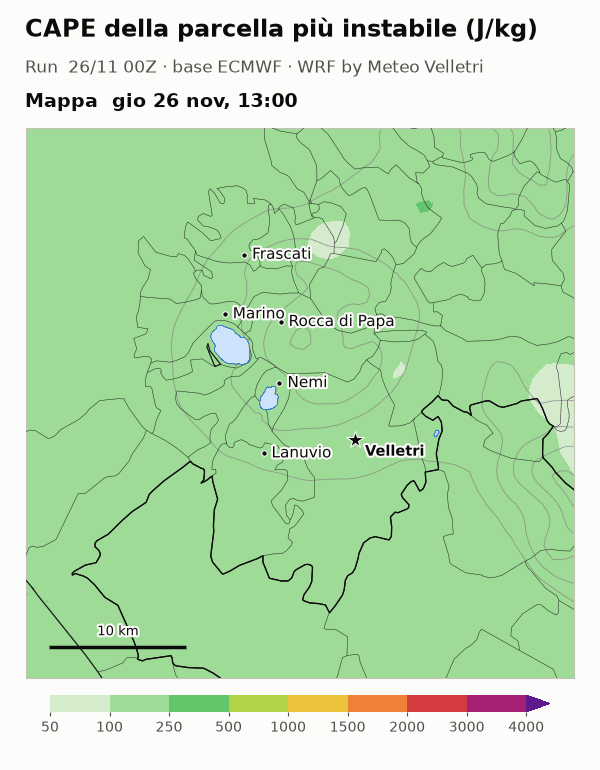 CAPE della parcella più instabile (J/kg)
Run  26/11 00Z · base ECMWF · WRF by Meteo Velletri
Mappa  gio 26 nov, 13:00
Frascati
Marino
Rocca di Papa
Nemi
Velletri
Lanuvio
10 km
50 100 250 500 1000 1500 2000 3000 4000